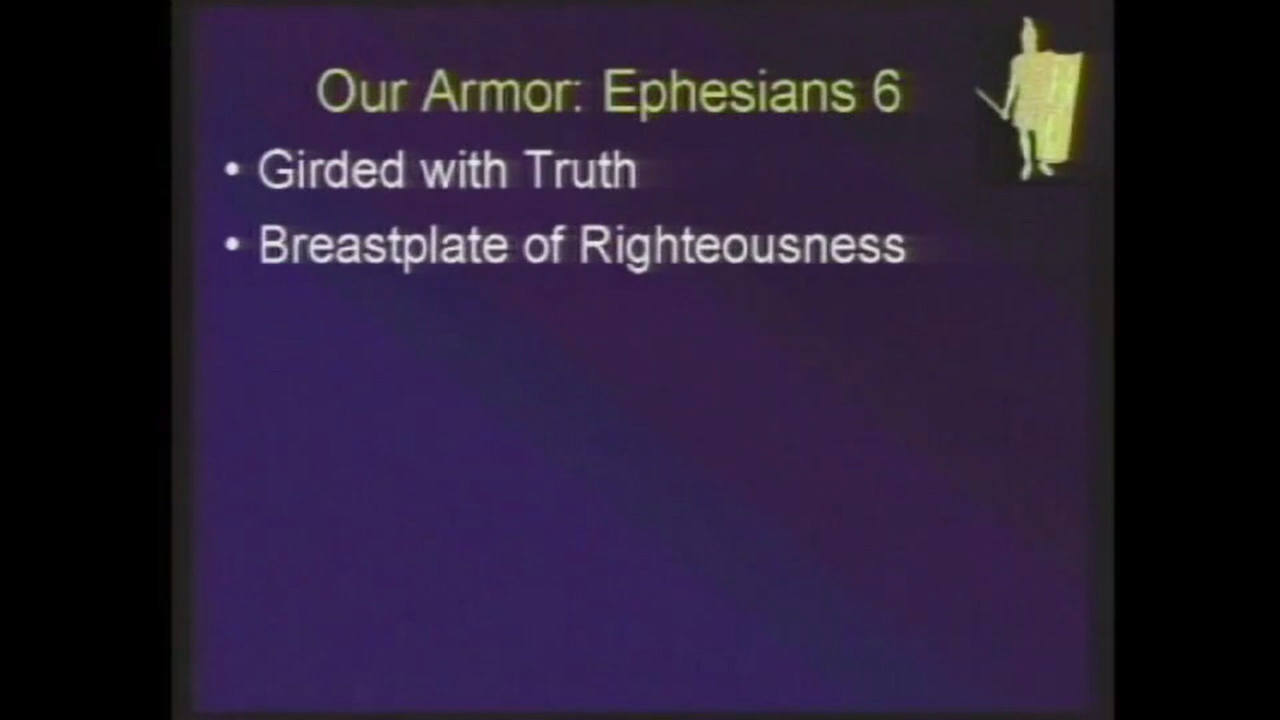 Our Armor: Ephesians 6
• Girded with Truth
• Breastplate of Righteousness